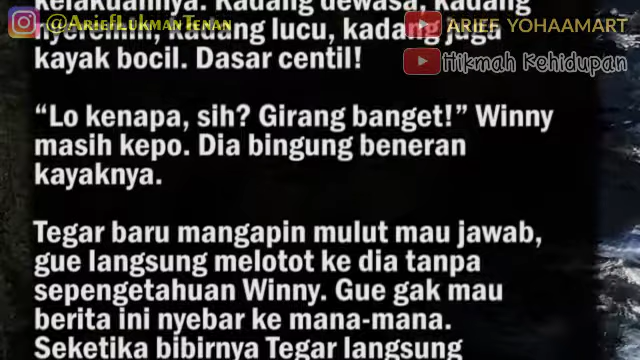 kelakuannya. Kadang dewasa, kadang
@AriefLukmanTenan
ARIEF YOHAAMART
kadang lucu, kadang juga
Hikmah Kehidupan
kayak bocil. Dasar centil!
“Lo kenapa, sih? Girang banget!” Winny
masih kepo. Dia bingung beneran
kayaknya.
Tegar baru mangapin mulut mau jawab,
gue langsung melotot ke dia tanpa
sepengetahuan Winny. Gue gak mau
berita ini nyebar ke mana-mana.
Seketika bibirnya Tegar langsung